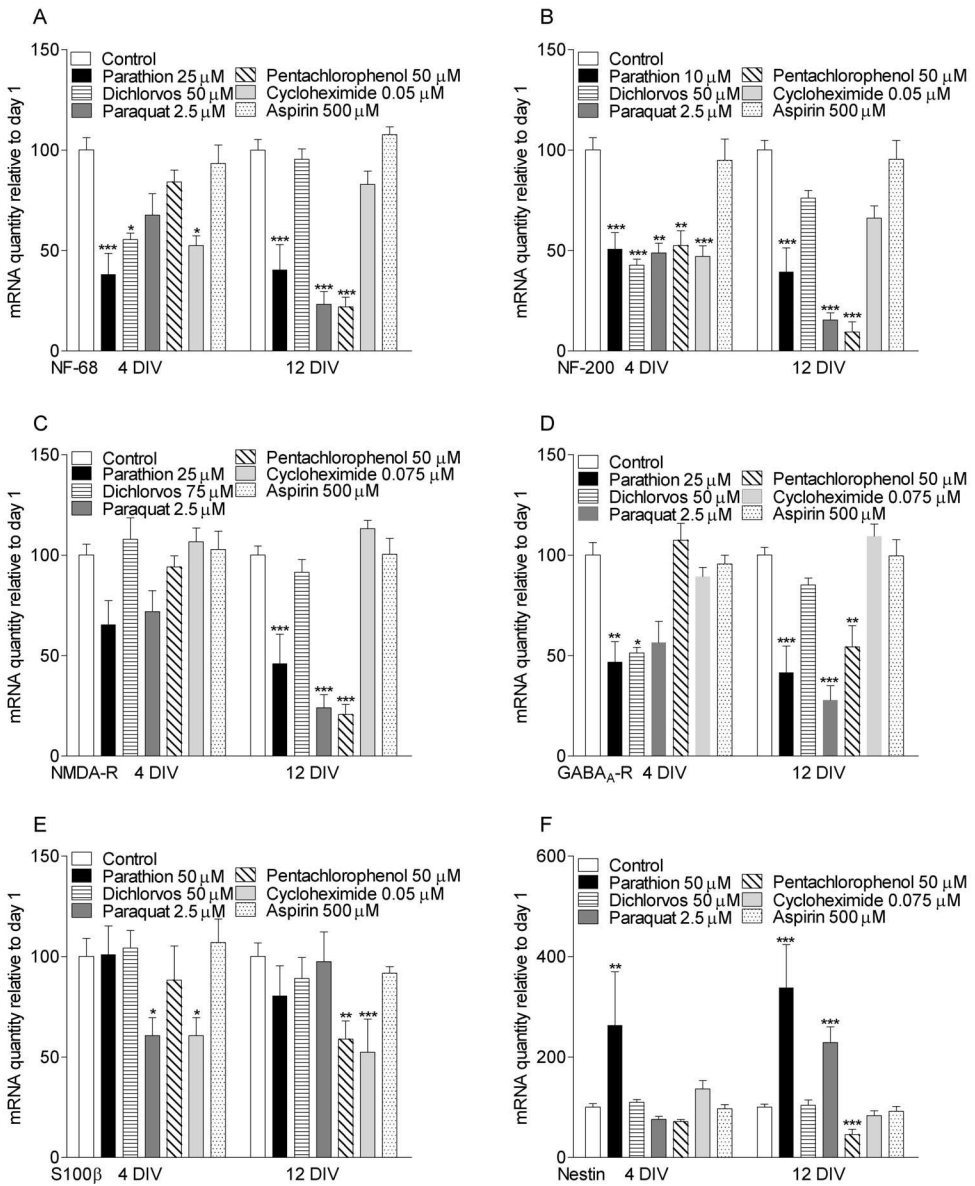 A
150
100
50
0
mRNA quantity relative to day 1
Control
Parathion 25 μM
Dichlorvos 50 μM
Paraquat 2.5 μM
Pentachlorophenol 50 μM
Cycloheximide 0.05 μM
Aspirin 500 μM
*** * * *** *** ***
NF-68 4 DIV 12 DIV
B
150
100
50
0
mRNA quantity relative to day 1
Control
Parathion 10 μM
Dichlorvos 50 μM
Paraquat 2.5 μM
Pentachlorophenol 50 μM
Cycloheximide 0.05 μM
Aspirin 500 μM
*** *** ** ** *** *** *** ***
NF-200 4 DIV 12 DIV
C
150
100
50
0
mRNA quantity relative to day 1
Control
Parathion 25 μM
Dichlorvos 75 μM
Paraquat 2.5 μM
Pentachlorophenol 50 μM
Cycloheximide 0.075 μM
Aspirin 500 μM
*** *** ***
NMDA-R 4 DIV 12 DIV
D
150
100
50
0
mRNA quantity relative to day 1
Control
Parathion 25 μM
Dichlorvos 50 μM
Paraquat 2.5 μM
Pentachlorophenol 50 μM
Cycloheximide 0.075 μM
Aspirin 500 μM
** * *** *** **
GABAA-R 4 DIV 12 DIV
E
150
100
50
0
mRNA quantity relative to day 1
Control
Parathion 50 μM
Dichlorvos 50 μM
Paraquat 2.5 μM
Pentachlorophenol 50 μM
Cycloheximide 0.05 μM
Aspirin 500 μM
* * ** ***
S100β 4 DIV 12 DIV
F
600
400
200
0
mRNA quantity relative to day 1
Control
Parathion 50 μM
Dichlorvos 50 μM
Paraquat 2.5 μM
Pentachlorophenol 50 μM
Cycloheximide 0.075 μM
Aspirin 500 μM
** *** *** ***
Nestin 4 DIV 12 DIV